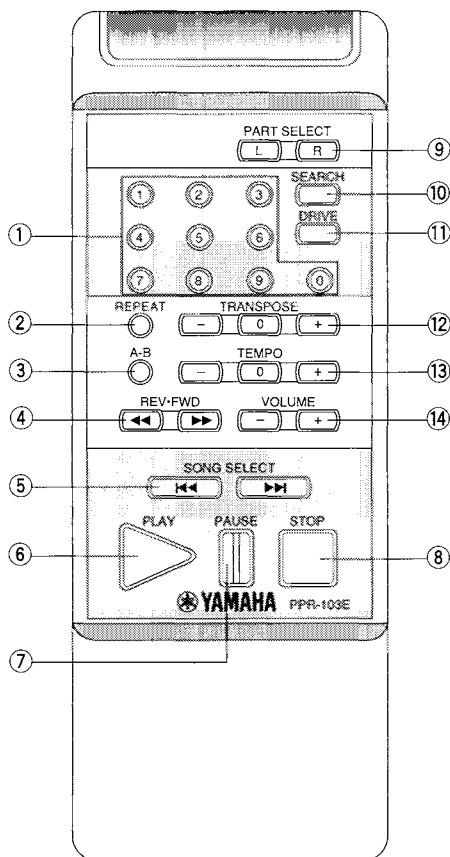 PART SELECT
L R ⑨
SEARCH ⑩
① ② ③
DRIVE ⑪
① ④ ⑤ ⑥
⑦ ⑧ ⑨ ⓪
② REPEAT TRANSPOSE
- 0 + ⑫
③ A-B TEMPO
- 0 + ⑬
④ REV•FWD VOLUME
◀◀ ▶▶ - + ⑭
⑤ SONG SELECT
|◀◀ ▶▶|
⑥ PLAY PAUSE STOP ⑧
YAMAHA PPR-103E
⑦